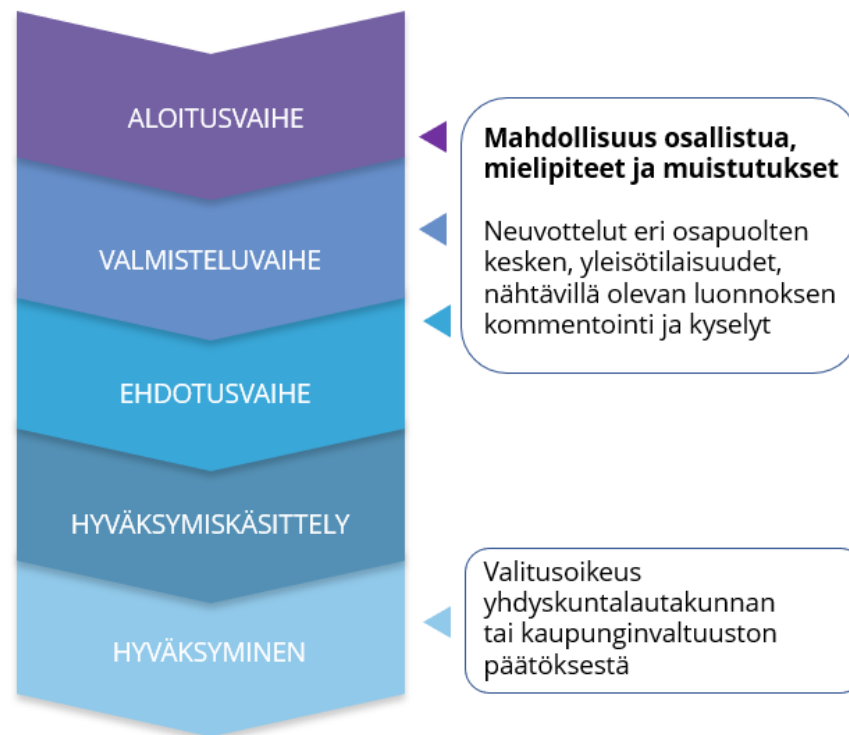 ALOITUSVAIHE
Mahdollisuus osallistua,
mielipiteet ja muistutukset
Neuvottelut eri osapuolten
kesken, yleisötilaisuudet,
nähtävillä olevan luonnoksen
kommentointi ja kyselyt
VALMISTELUVAIHE
EHDOTUSVAIHE
HYVÄKSYMISKÄSITTELY
HYVÄKSYMINEN
Valitusoikeus
yhdyskuntalautakunnan
tai kaupunginvaltuuston
päätöksestä